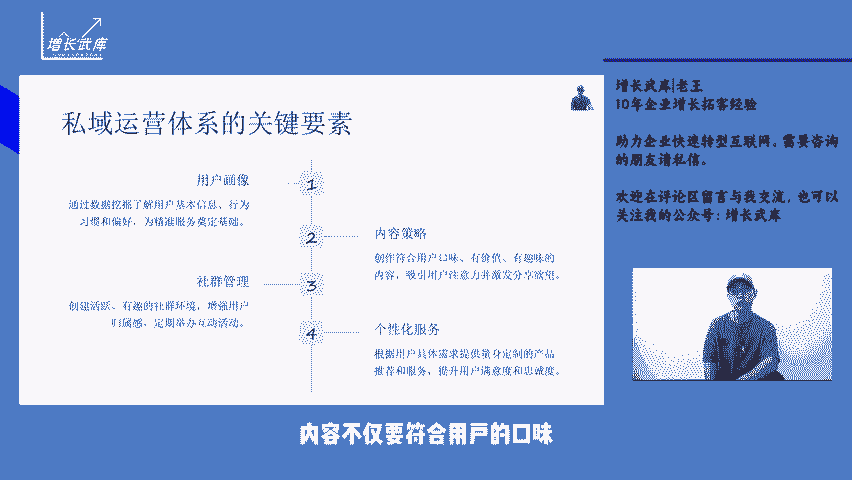 增长武库
私域运营体系的关键要素
用户画像
通过数据挖掘了解用户基本信息、行为
习惯和偏好，为精准服务奠定基础。
1
2
内容策略
创作符合用户口味、有价值、有趣味的
内容，吸引用户注意力并激发分享欲望。
社群管理
创建活跃、有趣的社群环境，增强用户
归属感，定期举办互动活动。
3
4
个性化服务
根据用户具体需求提供量身定制的产品
推荐和服务，提升用户满意度和忠诚度。
增长武库|老王
10年企业增长拓客经验
助力企业快速转型互联网。需要咨询
的朋友请私信。
欢迎在评论区留言与我交流，也可以
关注我的公众号：增长武库
内容不仅要符合用户的口味